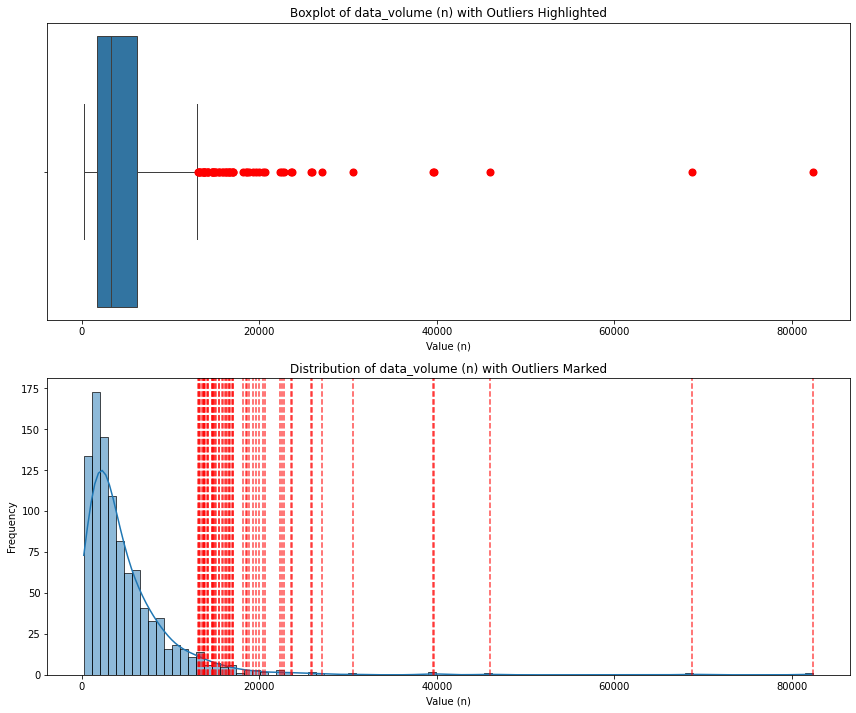 Boxplot of data_volume (n) with Outliers Highlighted
0 20000 40000 60000 80000
Value (n)
Distribution of data_volume (n) with Outliers Marked
175
150
125
100
75
50
25
0
Frequency
0 20000 40000 60000 80000
Value (n)